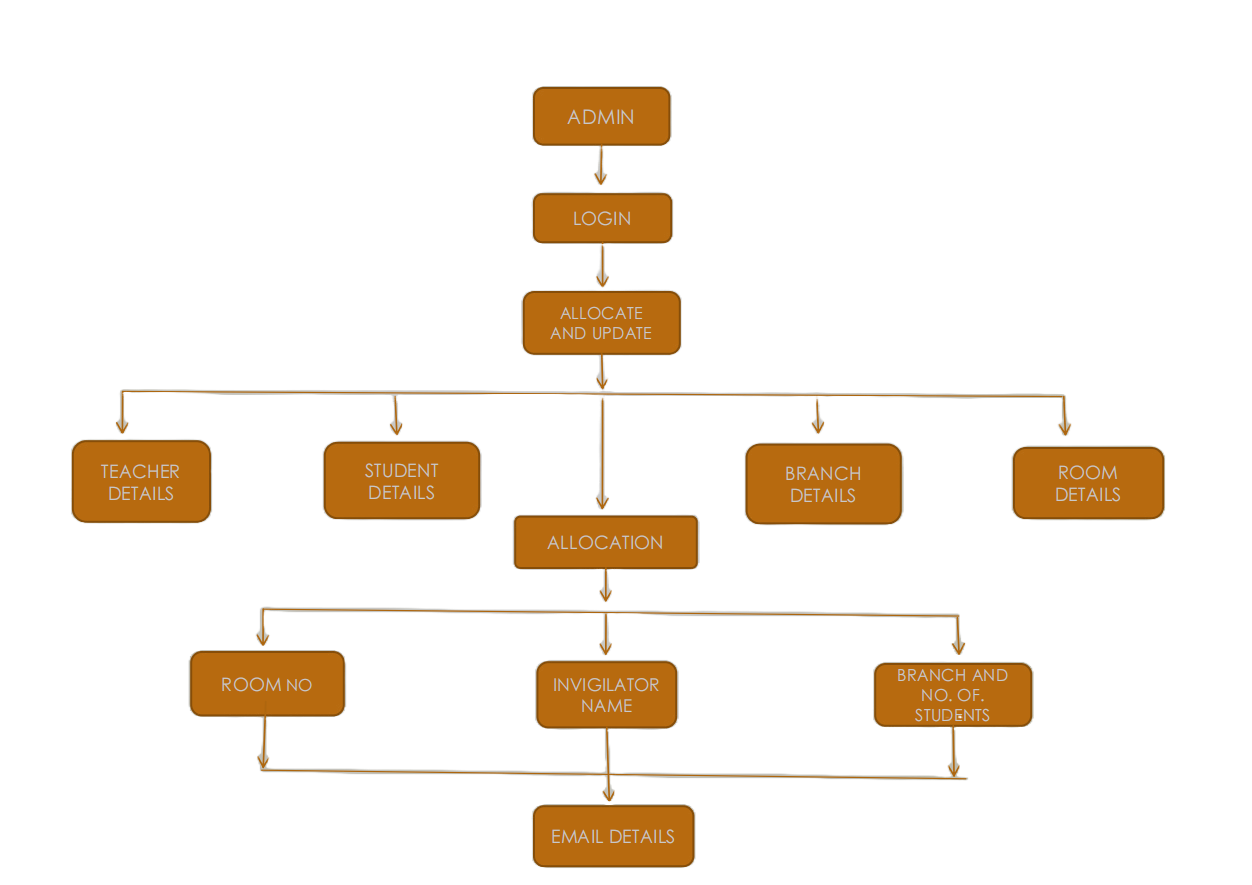 ADMIN
LOGIN
ALLOCATE
AND UPDATE
TEACHER
DETAILS
STUDENT
DETAILS
BRANCH
DETAILS
ROOM
DETAILS
ALLOCATION
ROOM NO
INVIGILATOR
NAME
BRANCH AND
NO. OF.
STUDENTS
EMAIL DETAILS